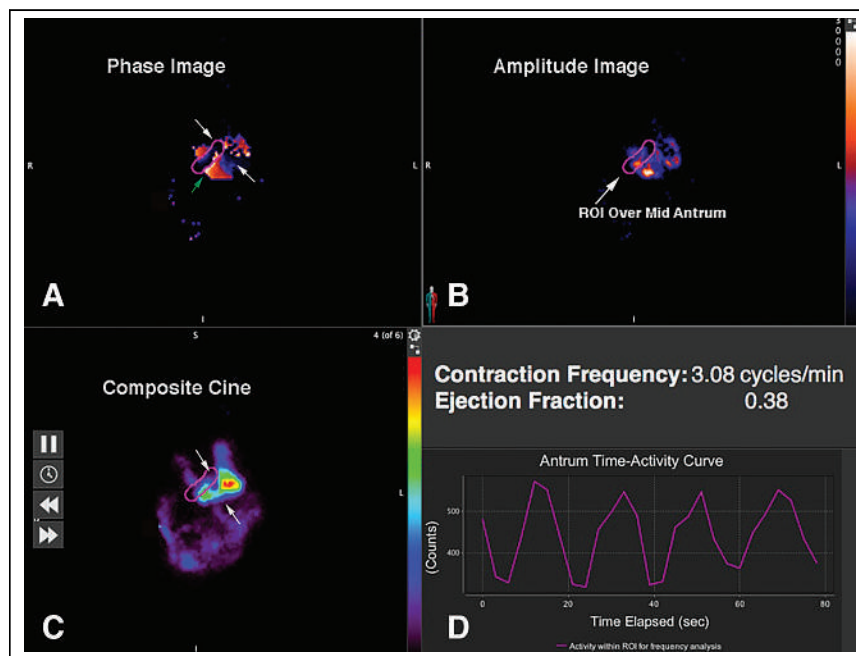 Phase Image
R
A
I
Amplitude Image
R
L
ROI Over Mid Antrum
B
I
S
4 (of 6)
Composite Cine
L
C
I
Contraction Frequency: 3.08 cycles/min
Ejection Fraction: 0.38
Antrum Time-Activity Curve
500
400
(Counts)
0 20 40 60 80
Time Elapsed (sec)
D
Activity within ROI for frequency analysis